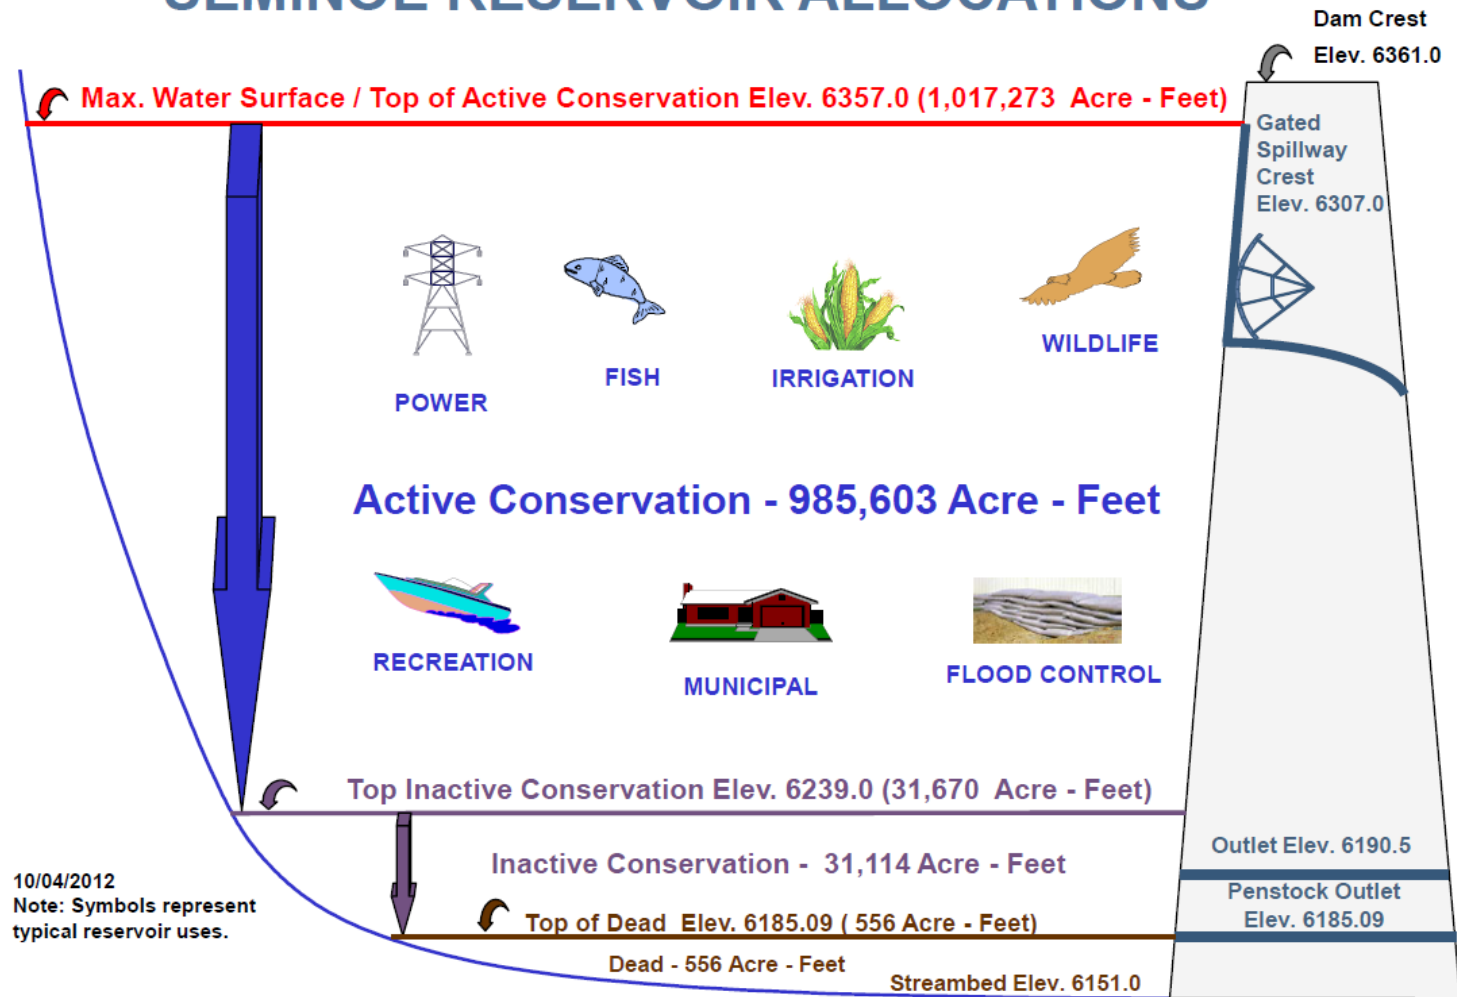 SEMINOE RESERVOIR ALLOCATIONS
Dam Crest
Elev. 6361.0
Max. Water Surface / Top of Active Conservation Elev. 6357.0 (1,017,273 Acre - Feet)
Gated
Spillway
Crest
Elev. 6307.0
POWER
FISH
IRRIGATION
WILDLIFE
Active Conservation - 985,603 Acre - Feet
RECREATION
MUNICIPAL
FLOOD CONTROL
Top Inactive Conservation Elev. 6239.0 (31,670 Acre - Feet)
Outlet Elev. 6190.5
Inactive Conservation - 31,114 Acre - Feet
Penstock Outlet
Elev. 6185.09
10/04/2012
Note: Symbols represent
typical reservoir uses.
Top of Dead Elev. 6185.09 ( 556 Acre - Feet)
Dead - 556 Acre - Feet
Streambed Elev. 6151.0